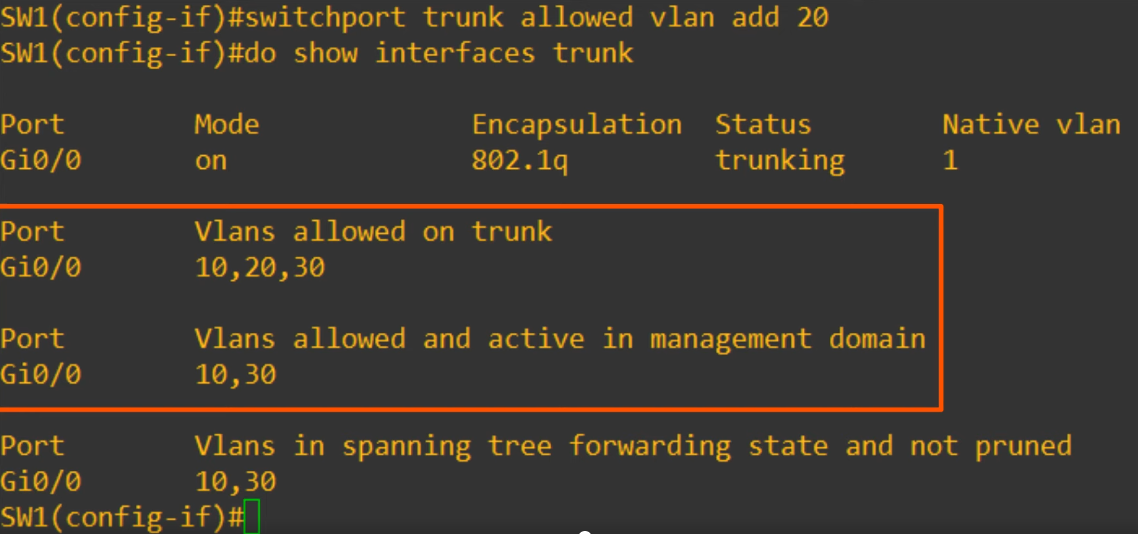 SW1(config-if)#switchport trunk allowed vlan add 20
SW1(config-if)#do show interfaces trunk
Port Mode Encapsulation Status Native vlan
Gi0/0 on 802.1q trunking 1
Port Vlans allowed on trunk
Gi0/0 10,20,30
Port Vlans allowed and active in management domain
Gi0/0 10,30
Port Vlans in spanning tree forwarding state and not pruned
Gi0/0 10,30
SW1(config-if)#